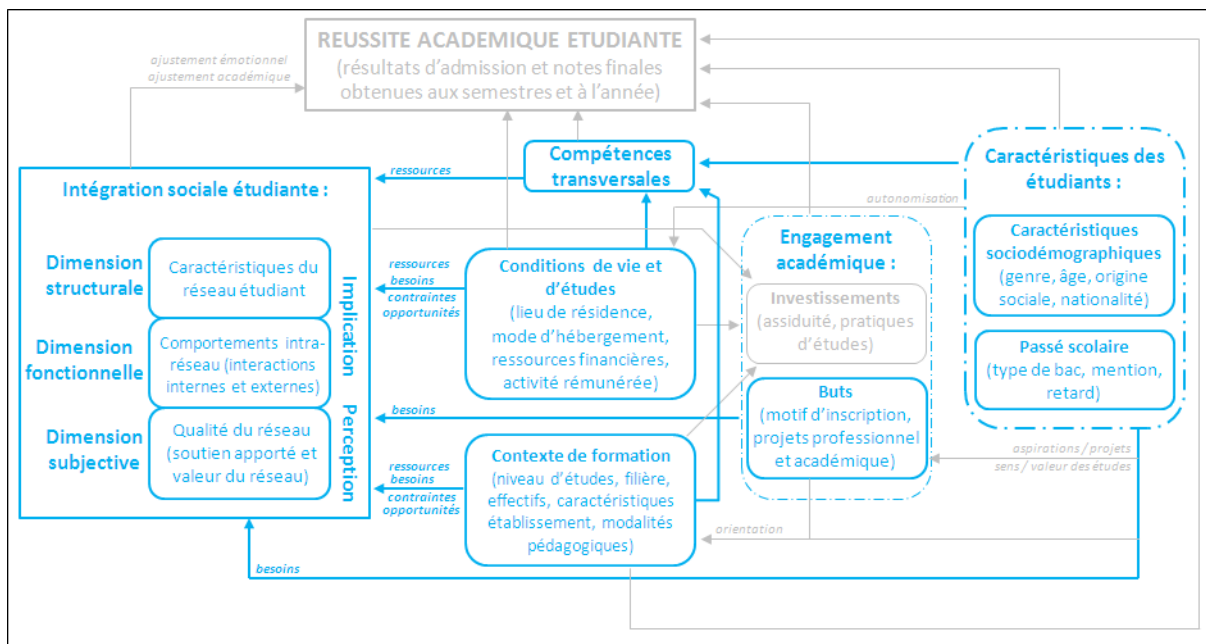 REUSSITE ACADEMIQUE ETUDIANTE
(résultats d'admission et notes finales
obtenues aux semestres et à l'année)
ajustement émotionnel
ajustement académique
Compétences
transversales
ressources
Caractéristiques des
étudiants :
Caractéristiques
sociodémographiques
(genre, âge, origine
sociale, nationalité)
Passé scolaire
(type de bac, mention,
retard)
autonomisation
Intégration sociale étudiante :
Dimension
structurale
Caractéristiques du
réseau étudiant
Dimension
fonctionnelle
Comportements intra-
réseau (interactions
internes et externes)
Dimension
subjective
Qualité du réseau
(soutien apporté et
valeur du réseau)
Implication
Perception
ressources
besoins
contraintes
opportunités
Conditions de vie et
d'études
(lieu de résidence,
mode d'hébergement,
ressources financières,
activité rémunérée)
Engagement
académique :
Investissements
(assiduité, pratiques
d'études)
Buts
(motif d'inscription,
projets professionnel
et académique)
besoins
ressources
besoins
contraintes
opportunités
Contexte de formation
(niveau d'études, filière,
effectifs, caractéristiques
établissement, modalités
pédagogiques)
aspirations / projets
sens / valeur des études
orientation
besoins